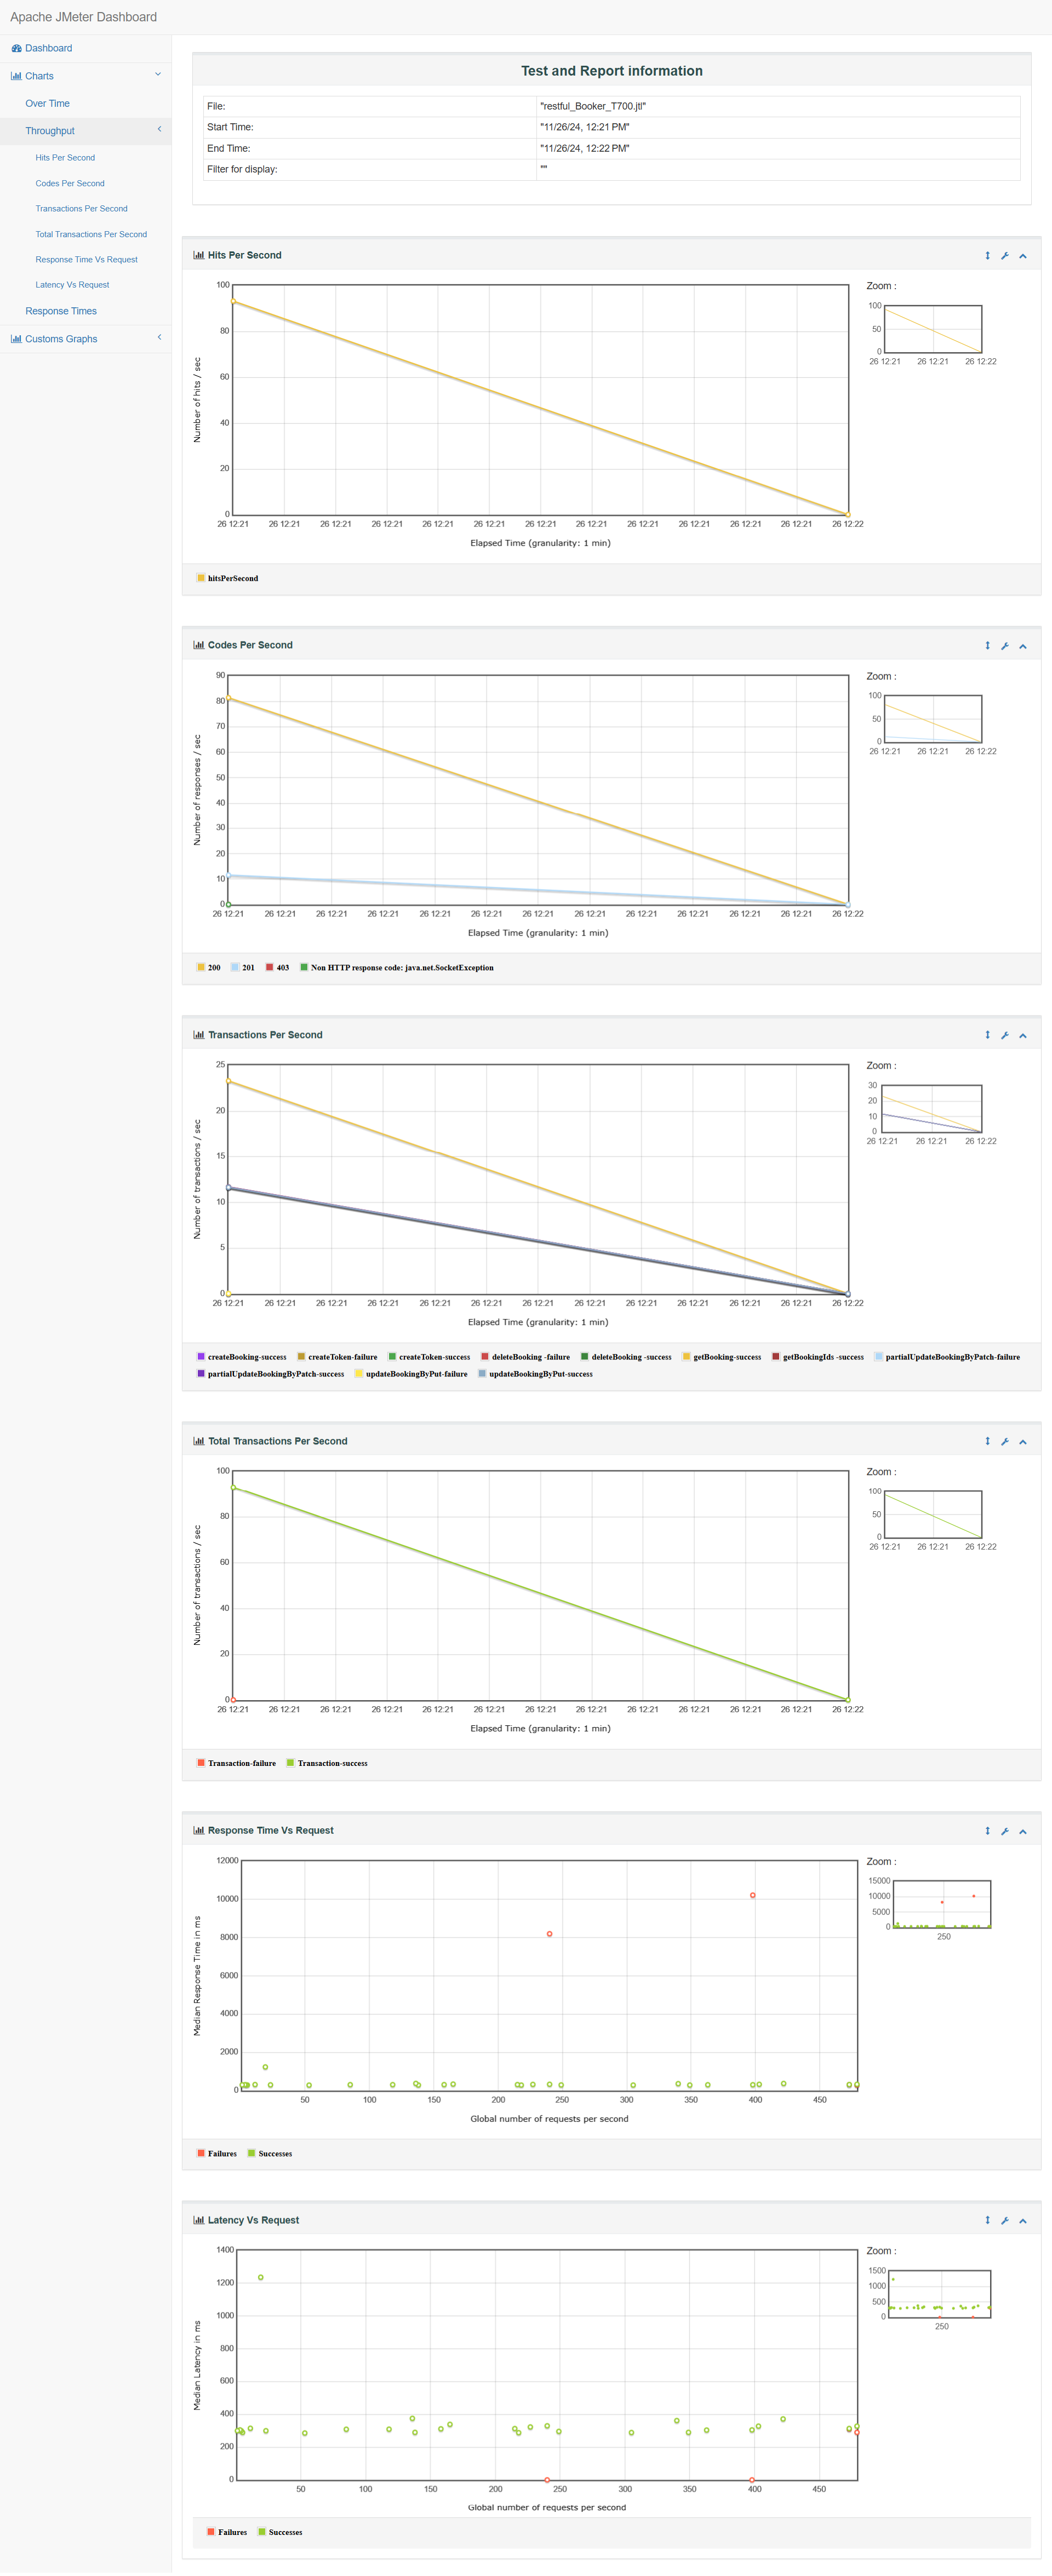 Apache JMeter Dashboard
Dashboard
Charts
Over Time
Throughput
Hits Per Second
Codes Per Second
Transactions Per Second
Total Transactions Per Second
Response Time Vs Request
Latency Vs Request
Response Times
Customs Graphs
Test and Report information
File: "restful_Booker_T700.jtl"
Start Time: "11/26/24, 12:21 PM"
End Time: "11/26/24, 12:22 PM"
Filter for display: ""
Hits Per Second
Number of hits / sec
100
80
60
40
20
0
26 12:21 26 12:21 26 12:21 26 12:21 26 12:21 26 12:21 26 12:21 26 12:21 26 12:21 26 12:21 26 12:21 26 12:21 26 12:22
Elapsed Time (granularity: 1 min)
Zoom :
100
50
0
26 12:21 26 12:21 26 12:22
hitsPerSecond
Codes Per Second
Number of responses / sec
90
80
70
60
50
40
30
20
10
0
26 12:21 26 12:21 26 12:21 26 12:21 26 12:21 26 12:21 26 12:21 26 12:21 26 12:21 26 12:21 26 12:21 26 12:21 26 12:22
Elapsed Time (granularity: 1 min)
Zoom :
100
50
0
26 12:21 26 12:21 26 12:22
200 201 403 Non HTTP response code: java.net.SocketException
Transactions Per Second
Number of transactions / sec
25
20
15
10
5
0
26 12:21 26 12:21 26 12:21 26 12:21 26 12:21 26 12:21 26 12:21 26 12:21 26 12:21 26 12:21 26 12:21 26 12:21 26 12:22
Elapsed Time (granularity: 1 min)
Zoom :
30
20
10
0
26 12:21 26 12:21 26 12:22
createBooking-success createToken-failure createToken-success deleteBooking -failure deleteBooking -success getBooking-success getBookingIds -success partialUpdateBookingByPatch-failure
partialUpdateBookingByPatch-success updateBookingByPut-failure updateBookingByPut-success
Total Transactions Per Second
Number of transactions / sec
100
80
60
40
20
0
26 12:21 26 12:21 26 12:21 26 12:21 26 12:21 26 12:21 26 12:21 26 12:21 26 12:21 26 12:21 26 12:21 26 12:21 26 12:22
Elapsed Time (granularity: 1 min)
Zoom :
100
50
0
26 12:21 26 12:21 26 12:22
Transaction-failure Transaction-success
Response Time Vs Request
Median Response Time in ms
12000
10000
8000
6000
4000
2000
0
50 100 150 200 250 300 350 400 450
Global number of requests per second
Zoom :
15000
10000
5000
0
250
Failures Successes
Latency Vs Request
Median Latency in ms
1400
1200
1000
800
600
400
200
0
50 100 150 200 250 300 350 400 450
Global number of requests per second
Zoom :
1500
1000
500
0
250
Failures Successes